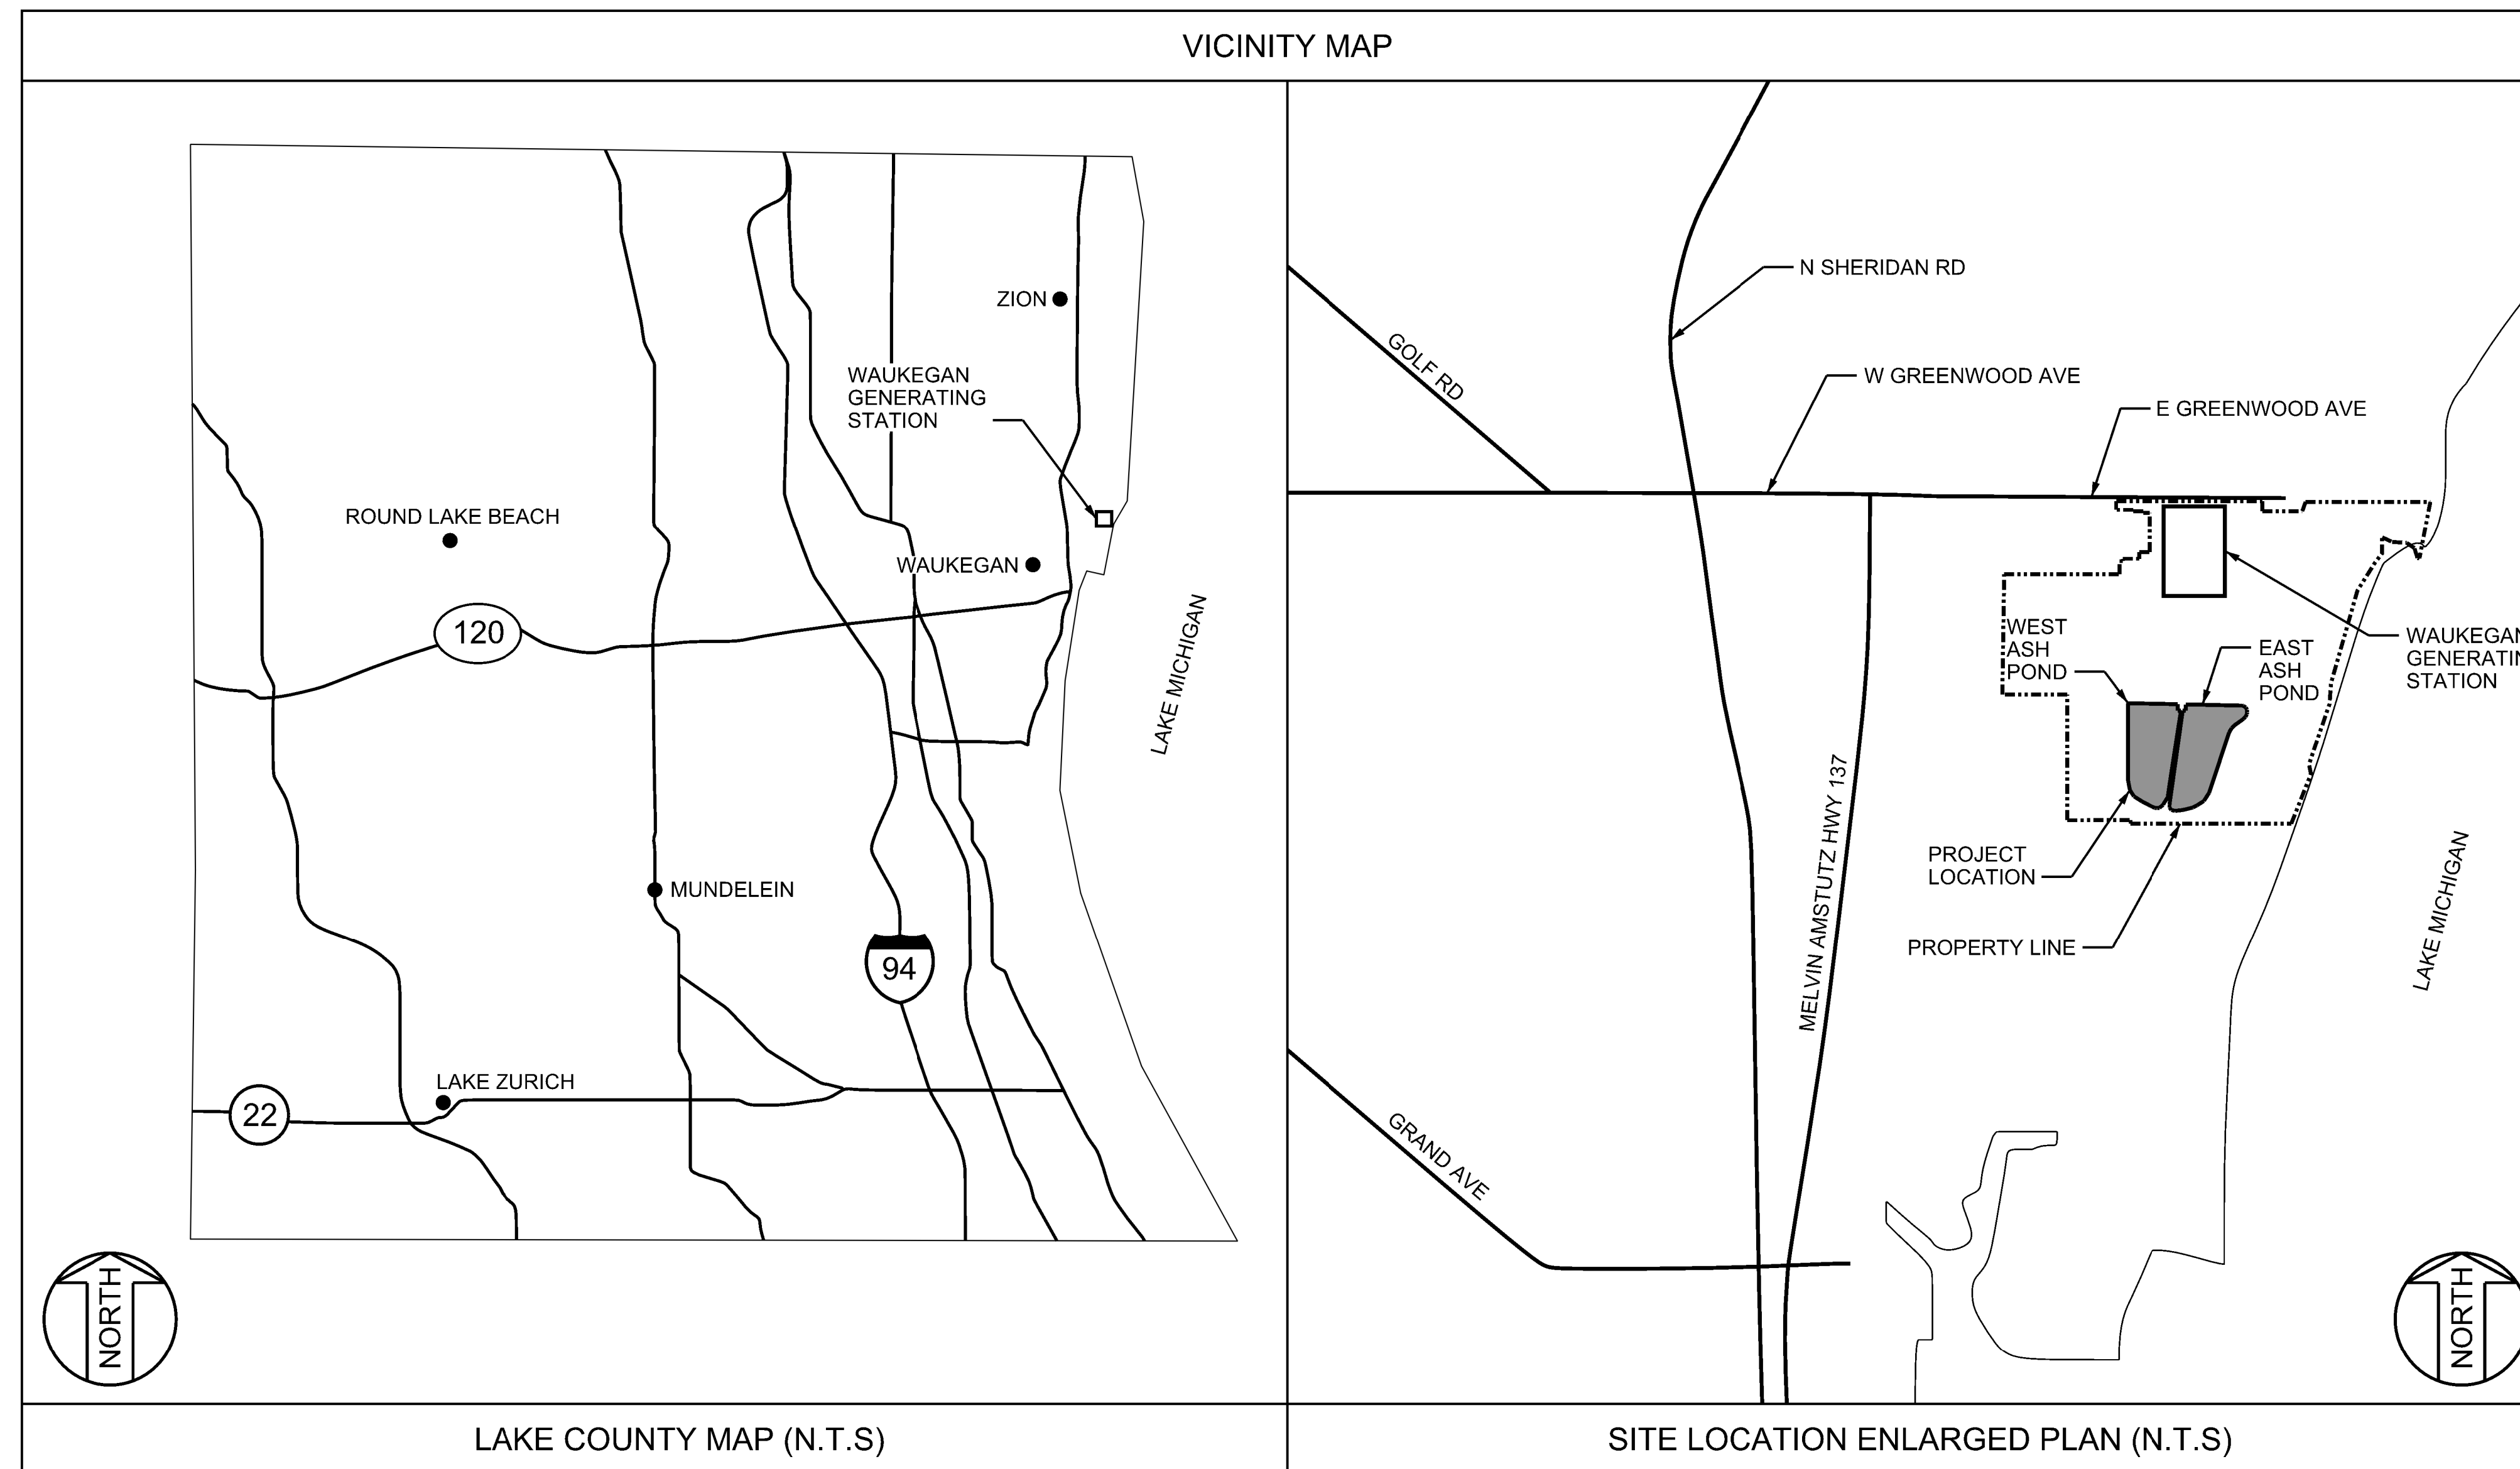 VICINITY MAP
ZION
WAUKEGAN
GENERATING
STATION
ROUND LAKE BEACH
WAUKEGAN
120
LAKE MICHIGAN
MUNDELEIN
94
LAKE ZURICH
22
NORTH
LAKE COUNTY MAP (N.T.S)
N SHERIDAN RD
GOLF RD
W GREENWOOD AVE
E GREENWOOD AVE
WEST
ASH
POND
EAST
ASH
POND
WAUKEGAN
GENERATIN
STATION
MELVIN AMSTUTZ HWY 137
PROJECT
LOCATION
PROPERTY LINE
LAKE MICHIGAN
GRAND AVE
NORTH
SITE LOCATION ENLARGED PLAN (N.T.S)